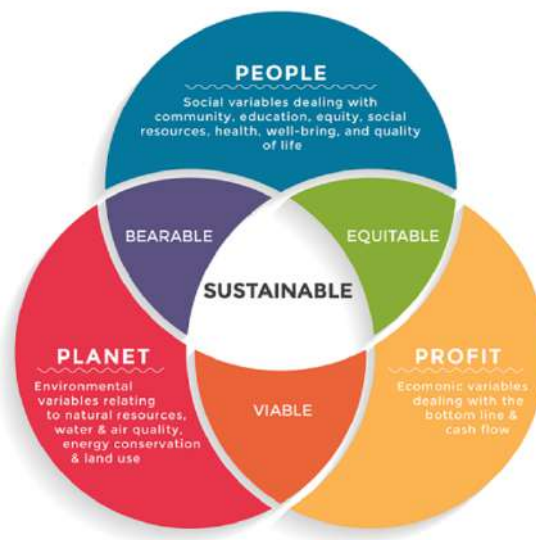 PEOPLE
Social variables dealing with
community, education, equity, social
resources, health, well-bring, and quality
of life
BEARABLE
EQUITABLE
SUSTAINABLE
PLANET
Environmental
variables relating
to natural resources,
water & air quality,
energy conservation
& land use
PROFIT
Ecomonic variables
dealing with the
bottom line &
cash flow
VIABLE